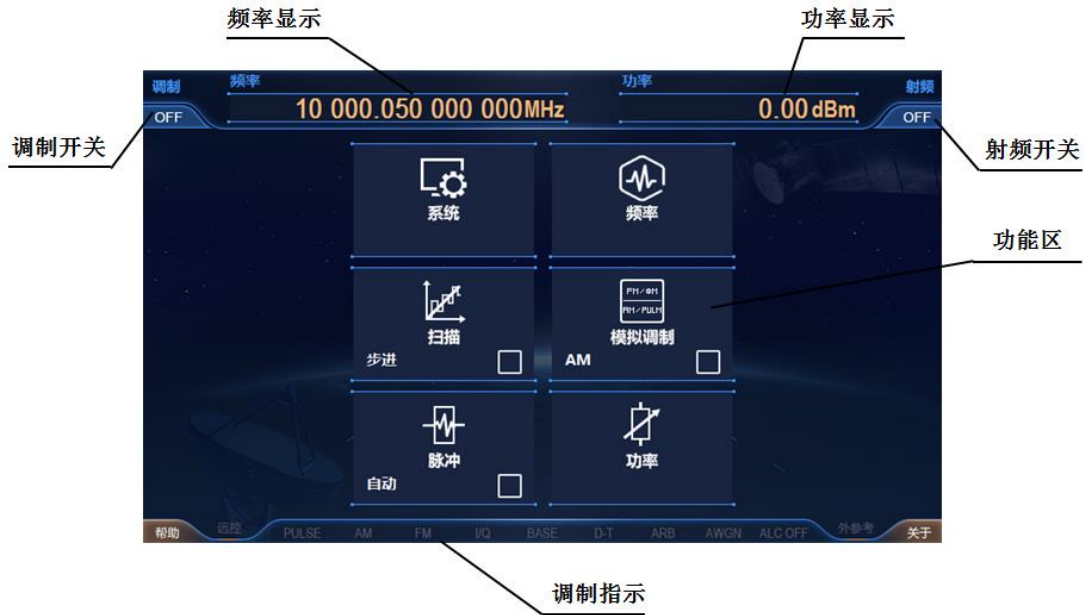 频率显示
功率显示
调制
频率
功率
射频
OFF
10 000.050 000 000MHz
0.00 dBm
OFF
调制开关
射频开关
系统
频率
功能区
FM/ΦM
AM/PULM
扫描
模拟调制
步进
AM
脉冲
功率
自动
帮助
远控
PULSE
AM
FM
I/Q
BASE
D-T
ARB
AWGN
ALC OFF
外参考
关于
调制指示